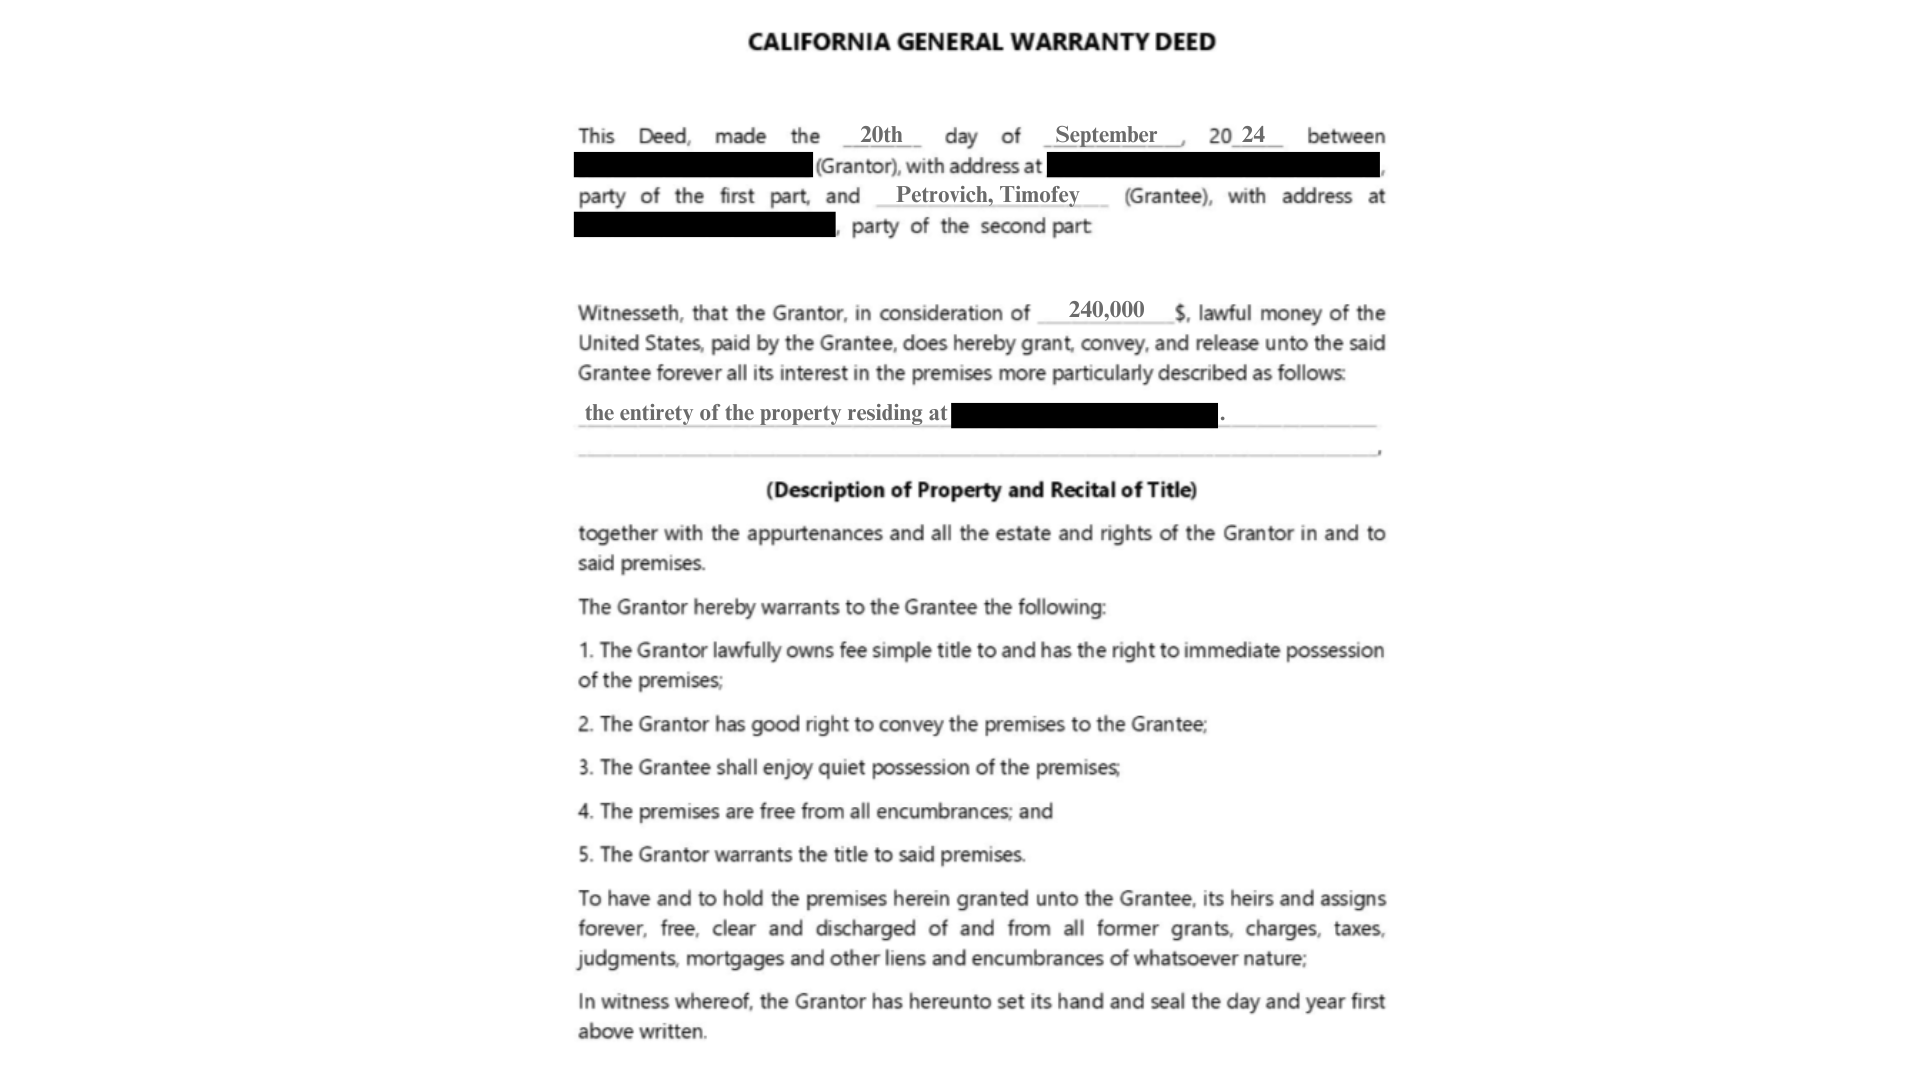 CALIFORNIA GENERAL WARRANTY DEED
This Deed, made the 20th day of September, 20 24 between
(Grantor), with address at ,
party of the first part, and Petrovich, Timofey (Grantee), with address at
, party of the second part:
Witnesseth, that the Grantor, in consideration of 240,000 $, lawful money of the
United States, paid by the Grantee, does hereby grant, convey, and release unto the said
Grantee forever all its interest in the premises more particularly described as follows:
the entirety of the property residing at .
,
(Description of Property and Recital of Title)
together with the appurtenances and all the estate and rights of the Grantor in and to
said premises.
The Grantor hereby warrants to the Grantee the following:
1. The Grantor lawfully owns fee simple title to and has the right to immediate possession
of the premises;
2. The Grantor has good right to convey the premises to the Grantee;
3. The Grantee shall enjoy quiet possession of the premises;
4. The premises are free from all encumbrances; and
5. The Grantor warrants the title to said premises.
To have and to hold the premises herein granted unto the Grantee, its heirs and assigns
forever, free, clear and discharged of and from all former grants, charges, taxes,
judgments, mortgages and other liens and encumbrances of whatsoever nature;
In witness whereof, the Grantor has hereunto set its hand and seal the day and year first
above written.